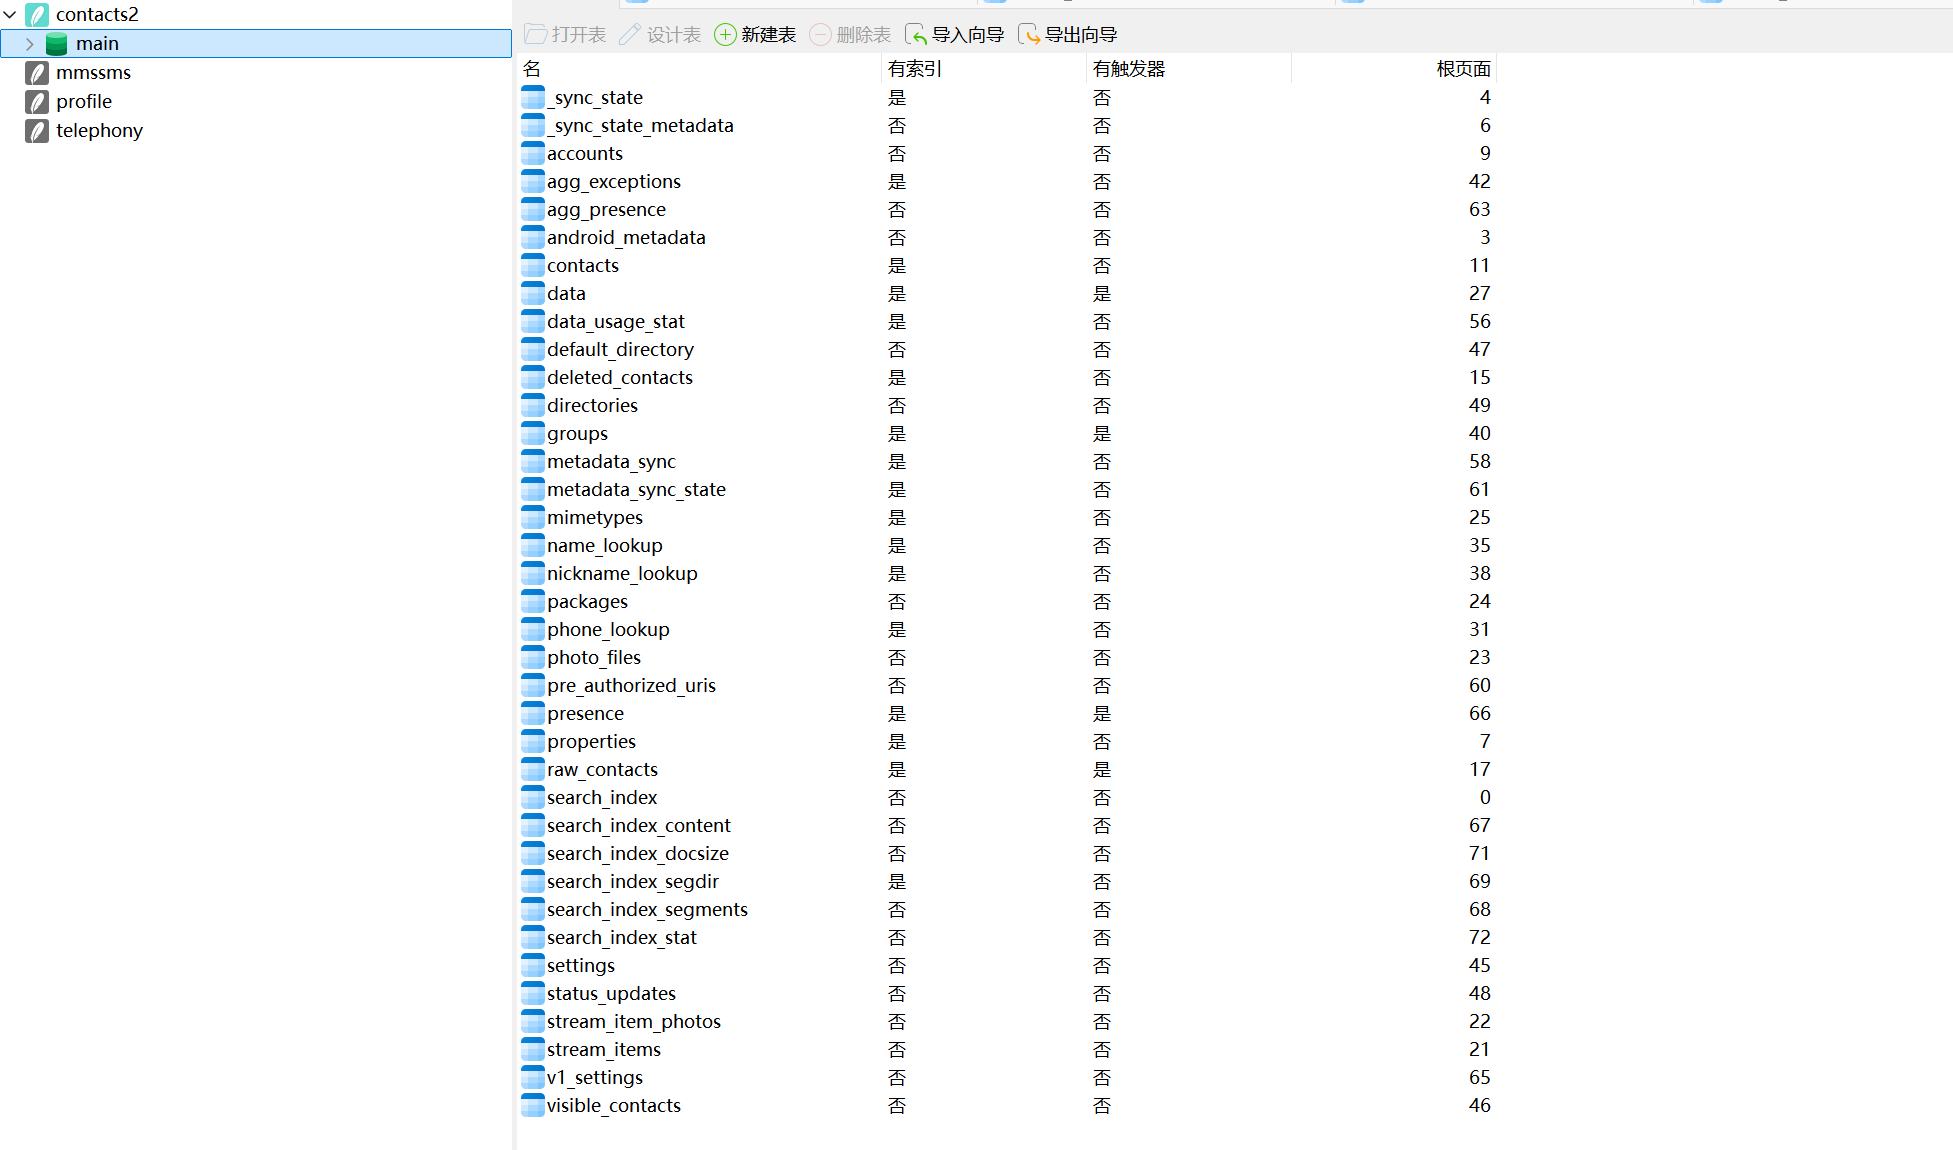 contacts2
main
mmssms
profile
telephony
打开表 设计表 新建表 删除表 导入向导 导出向导
名 有索引 有触发器 根页面
_sync_state 是 否 4
_sync_state_metadata 否 否 6
accounts 否 否 9
agg_exceptions 是 否 42
agg_presence 否 否 63
android_metadata 否 否 3
contacts 是 否 11
data 是 是 27
data_usage_stat 是 否 56
default_directory 否 否 47
deleted_contacts 是 否 15
directories 否 否 49
groups 是 是 40
metadata_sync 是 否 58
metadata_sync_state 是 否 61
mimetypes 是 否 25
name_lookup 是 否 35
nickname_lookup 是 否 38
packages 否 否 24
phone_lookup 是 否 31
photo_files 否 否 23
pre_authorized_uris 否 否 60
presence 是 是 66
properties 是 否 7
raw_contacts 是 是 17
search_index 否 否 0
search_index_content 否 否 67
search_index_docsize 否 否 71
search_index_segdir 是 否 69
search_index_segments 否 否 68
search_index_stat 否 否 72
settings 否 否 45
status_updates 否 否 48
stream_item_photos 否 否 22
stream_items 否 否 21
v1_settings 否 否 65
visible_contacts 否 否 46